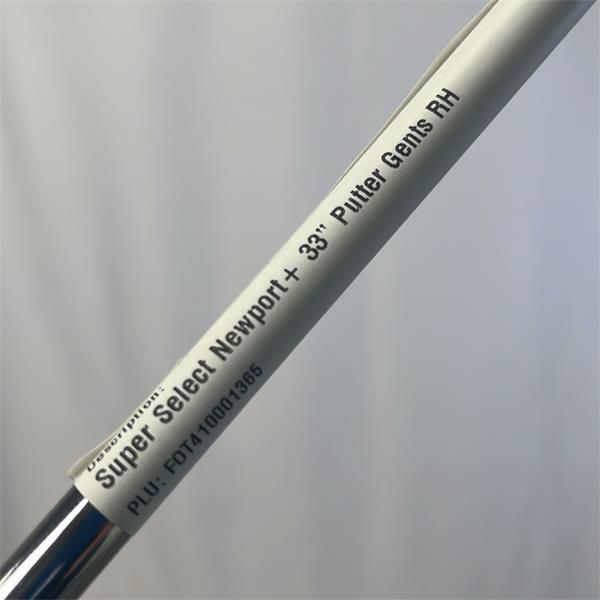 Description:
Super Select Newport+ 33" Putter Gents RH
PLU: FOT410001365